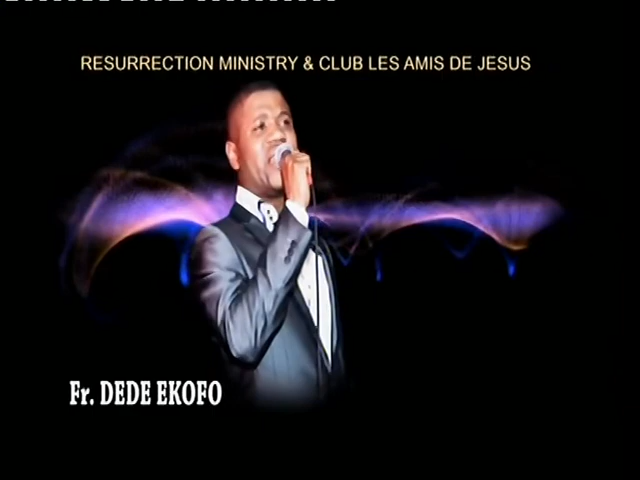 RESURRECTION MINISTRY & CLUB LES AMIS DE JESUS
Fr. DEDE EKOFO